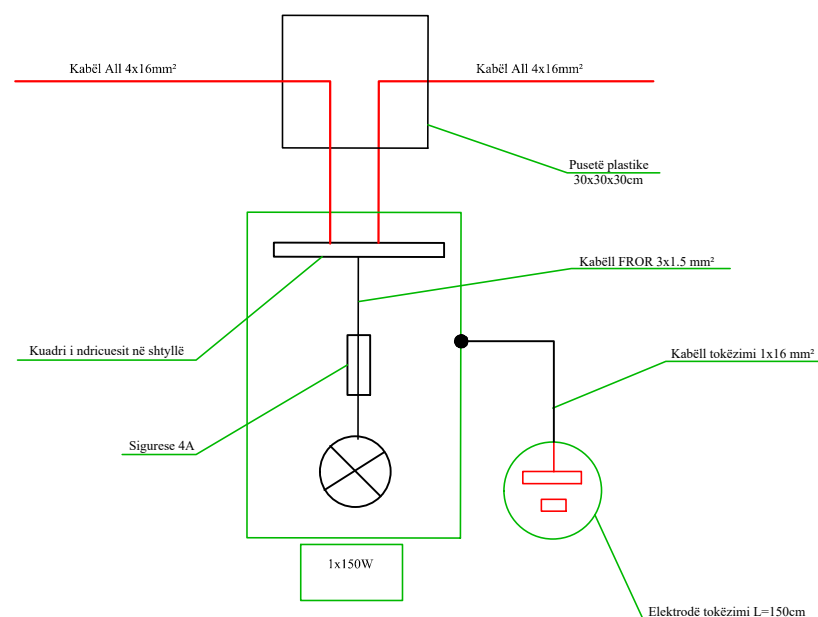 Kabël All 4x16mm²
Kabël All 4x16mm²
Pusetë plastike
30x30x30cm
Kabëll FROR 3x1.5 mm²
Kuadri i ndricuesit në shtyllë
Kabëll tokëzimi 1x16 mm²
Sigurese 4A
1x150W
Elektrodë tokëzimi L=150cm